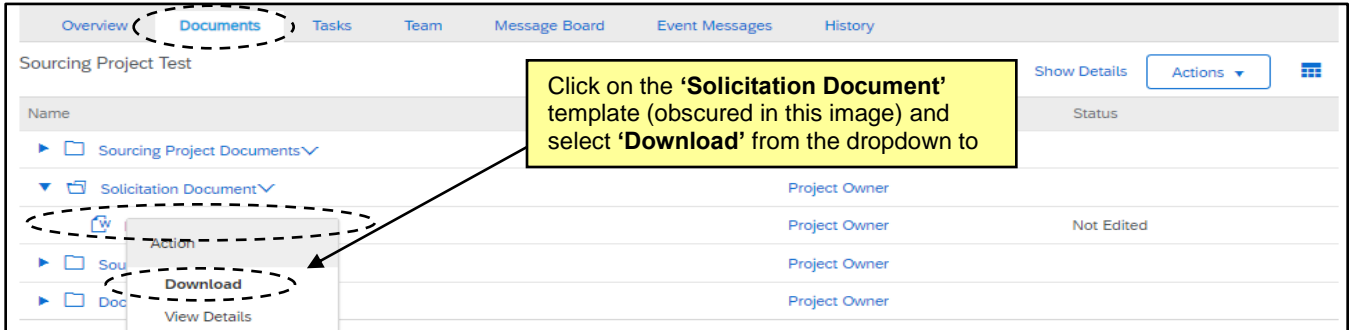 Overview Documents Tasks Team Message Board Event Messages History
Sourcing Project Test
Show Details Actions
Click on the ‘Solicitation Document’
template (obscured in this image) and
select ‘Download’ from the dropdown to
Name Status
Sourcing Project Documents
Solicitation Document Project Owner
W Project Owner Not Edited
Action
Sou Project Owner
Download
Doc Project Owner
View Details